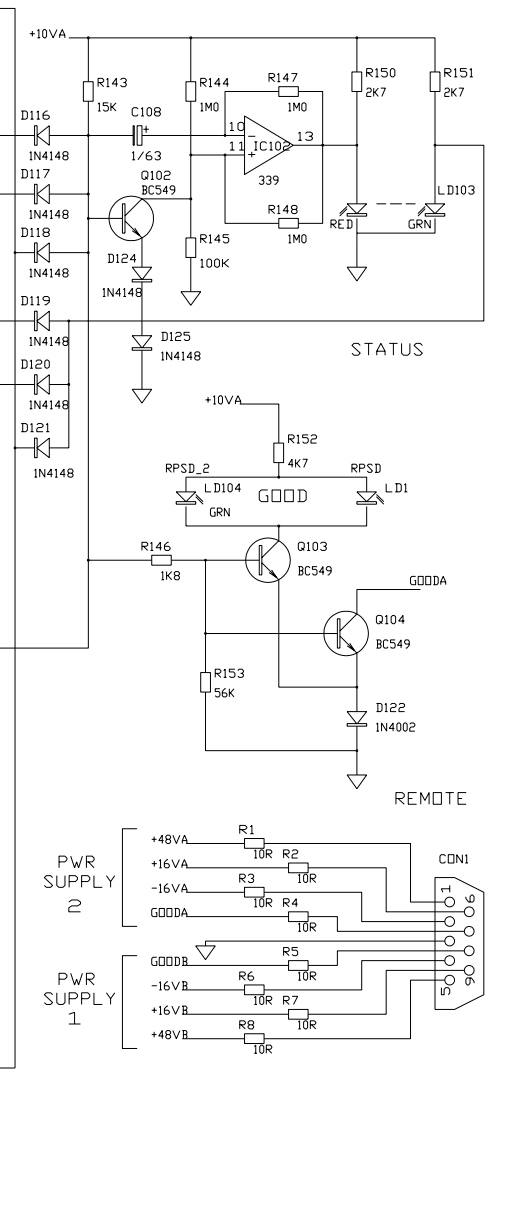 +10VA
R143
15K
R144
1M0
R147
1M0
R150
2K7
R151
2K7
D116
1N4148
C108
+
1/63
10
11
13
IC102
339
D117
1N4148
Q102
BC549
R148
1M0
LD103
RED
GRN
D118
1N4148
D124
1N4148
R145
100K
D119
1N4148
D125
1N4148
STATUS
D120
1N4148
+10VA
D121
1N4148
R152
4K7
RPSD_2
RPSD
LD104
GRN
GOOD
LD1
R146
1K8
Q103
BC549
GOODA
Q104
BC549
R153
56K
D122
1N4002
REMOTE
PWR
SUPPLY
2
+48VA
R1
10R
+16VA
R2
10R
-16VA
R3
10R
GOODA
R4
10R
CON1
1
6
5
9
PWR
SUPPLY
1
GOODB
R5
10R
-16VB
R6
10R
+16VB
R7
10R
+48VB
R8
10R